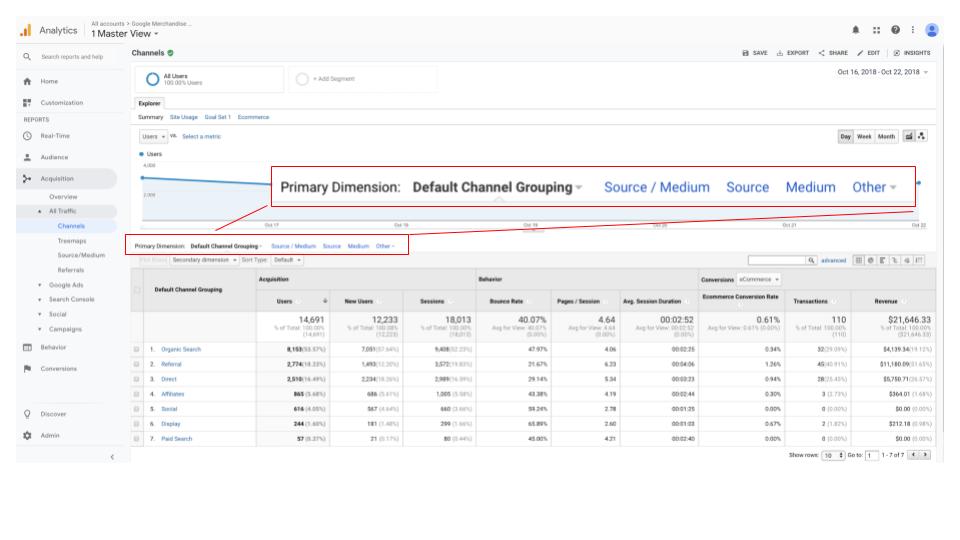 All accounts > Google Merchandise ...
Analytics
1 Master View
Search reports and help
Home
Customization
REPORTS
Real-Time
Audience
Acquisition
Overview
All Traffic
Channels
Treemaps
Source/Medium
Referrals
Google Ads
Search Console
Social
Campaigns
Behavior
Conversions
Discover
Admin
Channels
SAVE EXPORT SHARE EDIT INSIGHTS
All Users
100.00% Users
+ Add Segment
Oct 16, 2018 - Oct 22, 2018
Explorer
Summary Site Usage Goal Set 1 Ecommerce
Users VS. Select a metric
Day Week Month
Users
4,000
2,000
Primary Dimension: Default Channel Grouping Source / Medium Source Medium Other
Oct 17 Oct 18 Oct 19 Oct 20 Oct 21 Oct 22
Primary Dimension: Default Channel Grouping Source / Medium Source Medium Other
Plot Rows Secondary dimension Sort Type: Default
advanced
Default Channel Grouping Acquisition Behavior Conversions eCommerce
Users New Users Sessions Bounce Rate Pages / Session Avg. Session Duration Ecommerce Conversion Rate Transactions Revenue
14,691 12,233 18,013 40.07% 4.64 00:02:52 0.61% 110 $21,646.33
% of Total: 100.00% (14,691) % of Total: 100.08% (12,223) % of Total: 100.00% (18,013) Avg for View: 40.07% (0.00%) Avg for View: 4.64 (0.00%) Avg for View: 00:02:52 (0.00%) Avg for View: 0.61% (0.00%) % of Total: 100.00% (110) % of Total: 100.00% ($21,646.33)
1. Organic Search 8,153(53.57%) 7,051(57.64%) 9,408(52.23%) 47.97% 4.06 00:02:25 0.34% 32(29.09%) $4,139.34(19.12%)
2. Referral 2,774(18.23%) 1,493(12.20%) 3,572(19.83%) 21.67% 6.23 00:04:06 1.26% 45(40.91%) $11,180.09(51.65%)
3. Direct 2,510(16.49%) 2,234(18.26%) 2,989(16.59%) 29.14% 5.34 00:03:23 0.94% 28(25.45%) $5,750.71(26.57%)
4. Affiliates 865 (5.68%) 686 (5.61%) 1,005 (5.58%) 43.38% 4.19 00:02:44 0.30% 3 (2.73%) $364.01 (1.68%)
5. Social 616 (4.05%) 567 (4.64%) 660 (3.66%) 59.24% 2.78 00:01:25 0.00% 0 (0.00%) $0.00 (0.00%)
6. Display 244 (1.60%) 181 (1.48%) 299 (1.66%) 65.89% 2.60 00:01:03 0.67% 2 (1.82%) $212.18 (0.98%)
7. Paid Search 57 (0.37%) 21 (0.17%) 80 (0.44%) 45.00% 4.21 00:02:40 0.00% 0 (0.00%) $0.00 (0.00%)
Show rows: 10 Go to: 1 1 - 7 of 7